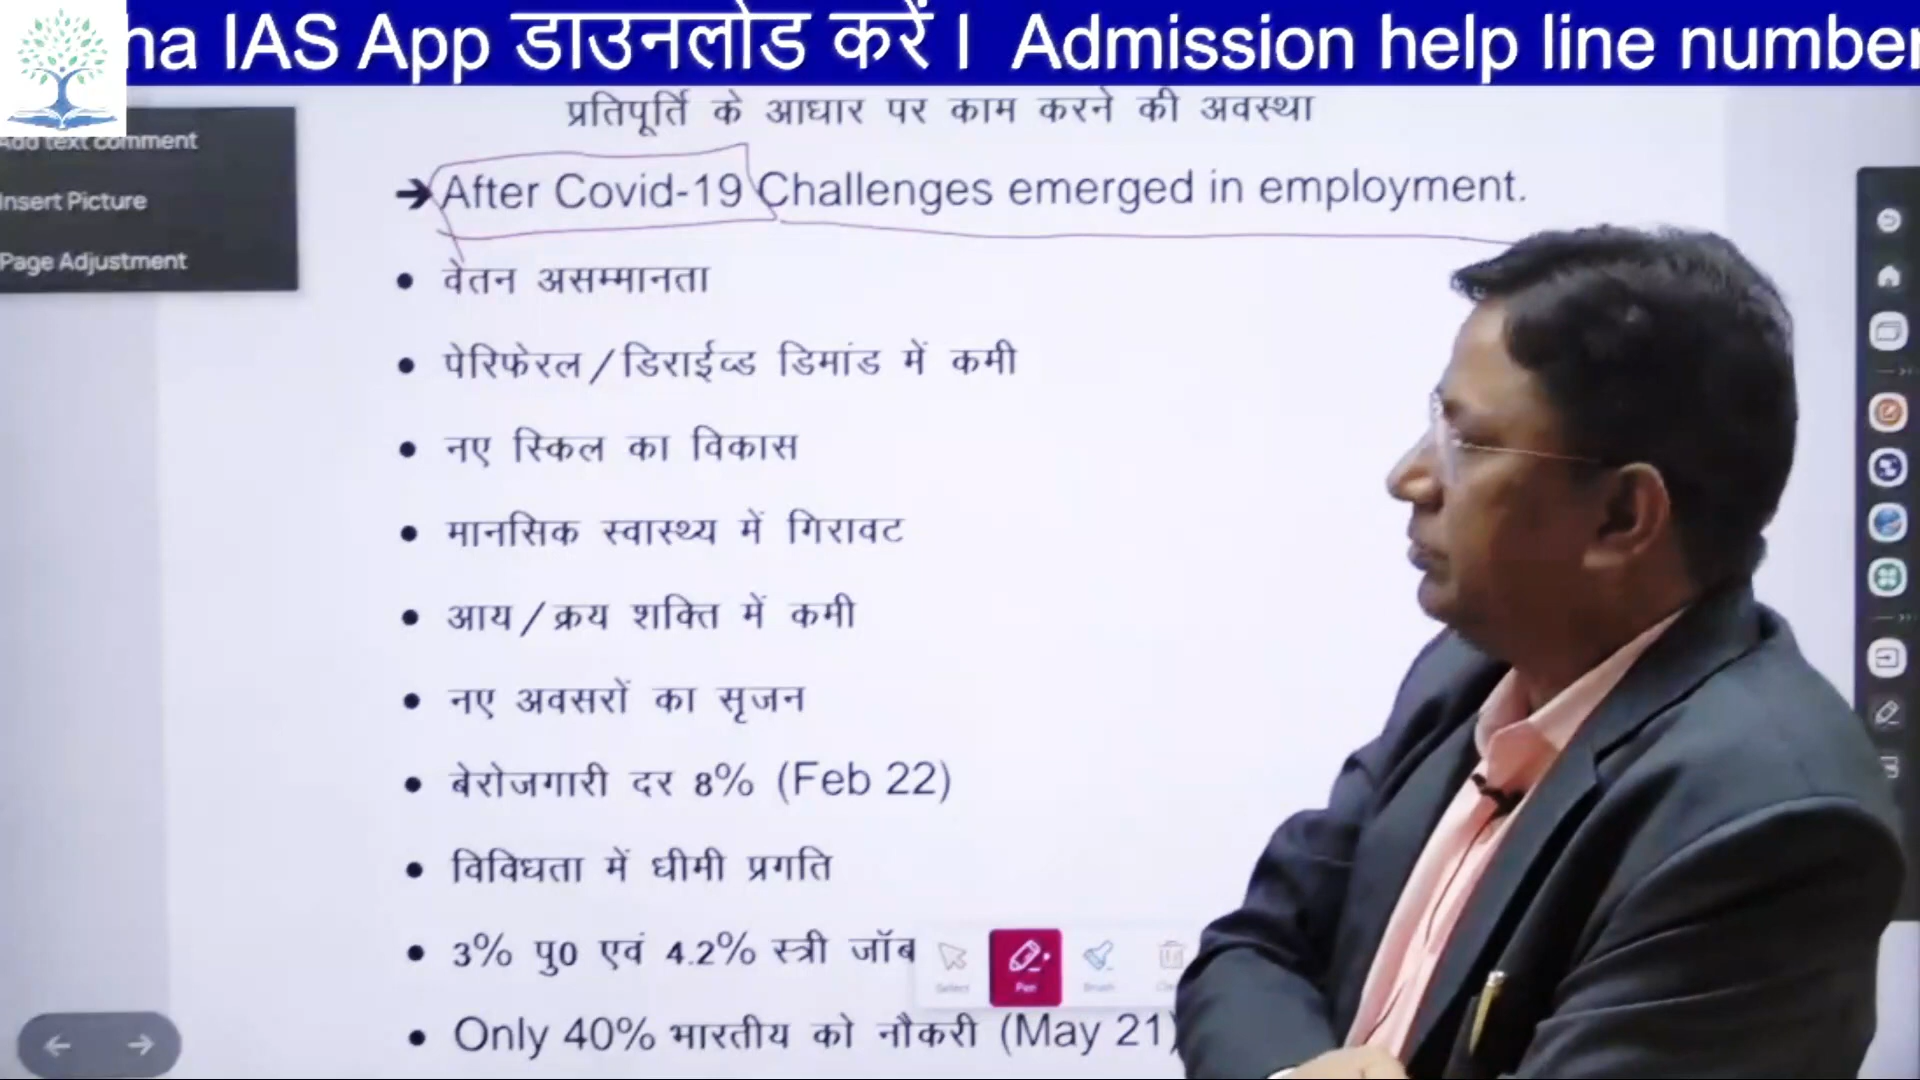 ha IAS App डाउनलोड करें। Admission help line number
Add text comment
Insert Picture
Page Adjustment
प्रतिपूर्ति के आधार पर काम करने की अवस्था
➔ After Covid-19 Challenges emerged in employment.
• वेतन असम्मानता
• पेरिफेरल/डिराईव्ड डिमांड में कमी
• नए स्किल का विकास
• मानसिक स्वास्थ्य में गिरावट
• आय/क्रय शक्ति में कमी
• नए अवसरों का सृजन
• बेरोजगारी दर 8% (Feb 22)
• विविधता में धीमी प्रगति
• 3% पु0 एवं 4.2% स्त्री जॉब
Select Pen Brush
• Only 40% भारतीय को नौकरी (May 21)